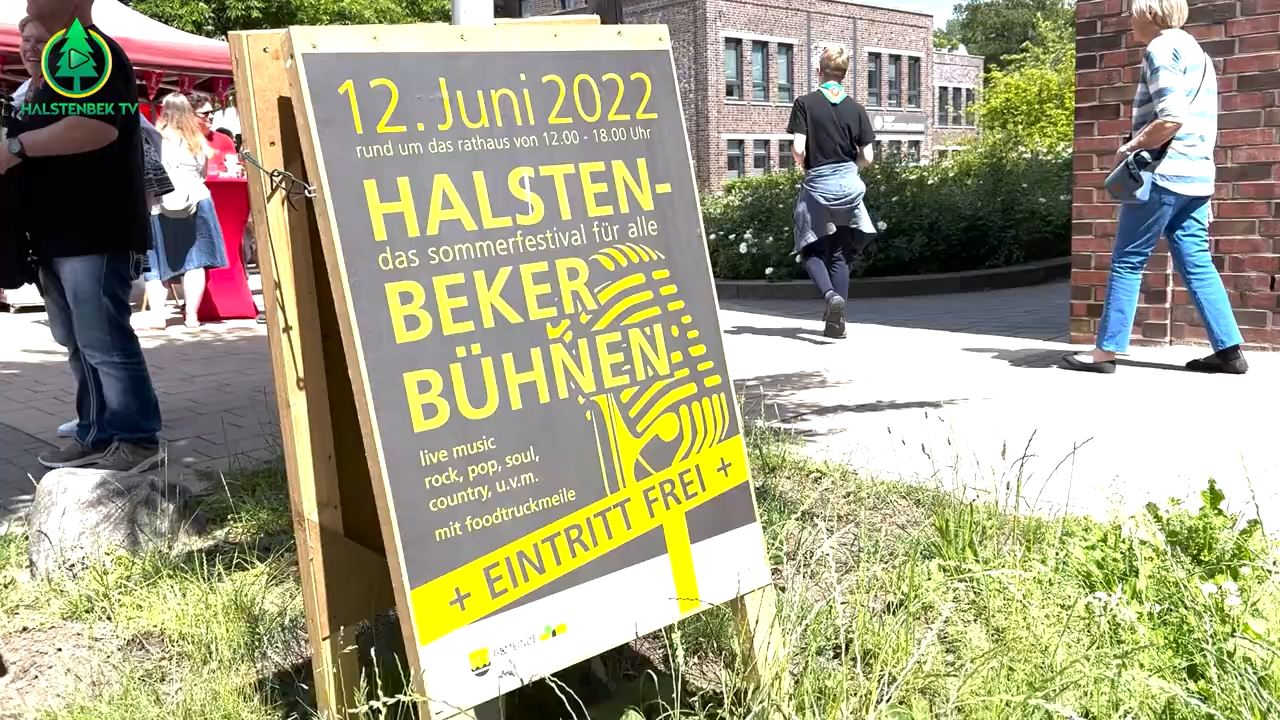 HALSTENBEK TV
12. Juni 2022
rund um das rathaus von 12.00 - 18.00 Uhr
HALSTEN-
das sommerfestival für alle
BEKER
BÜHNEN
live music
rock, pop, soul,
country, u.v.m.
mit foodtruckmeile
+ EINTRITT FREI +